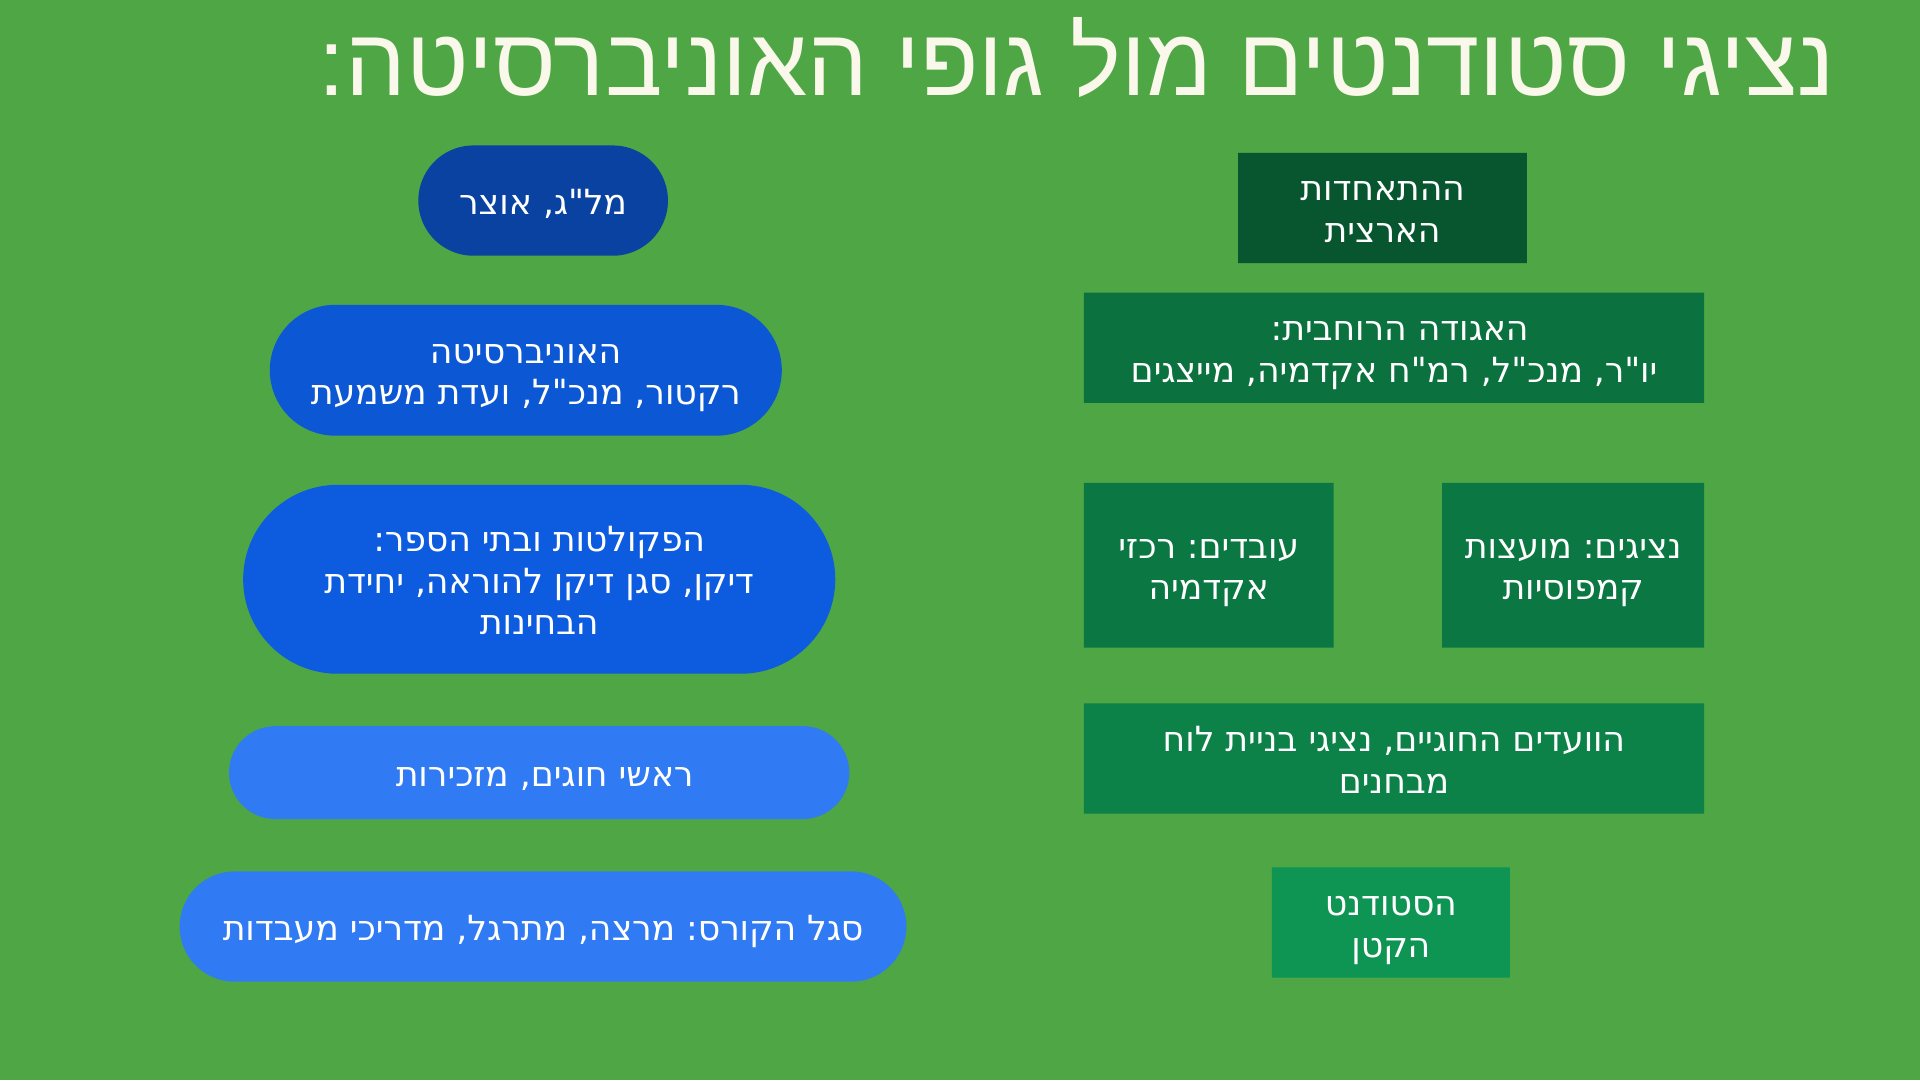 נציגי סטודנטים מול גופי האוניברסיטה:
ההתאחדות
הארצית
מל"ג, אוצר
האגודה הרוחבית:
יו"ר, מנכ"ל, רמ"ח אקדמיה, מייצגים
האוניברסיטה
רקטור, מנכ"ל, ועדת משמעת
נציגים: מועצות
קמפוסיות
עובדים: רכזי
אקדמיה
הפקולטות ובתי הספר:
דיקן, סגן דיקן להוראה, יחידת
הבחינות
הוועדים החוגיים, נציגי בניית לוח
מבחנים
ראשי חוגים, מזכירות
הסטודנט
הקטן
סגל הקורס: מרצה, מתרגל, מדריכי מעבדות